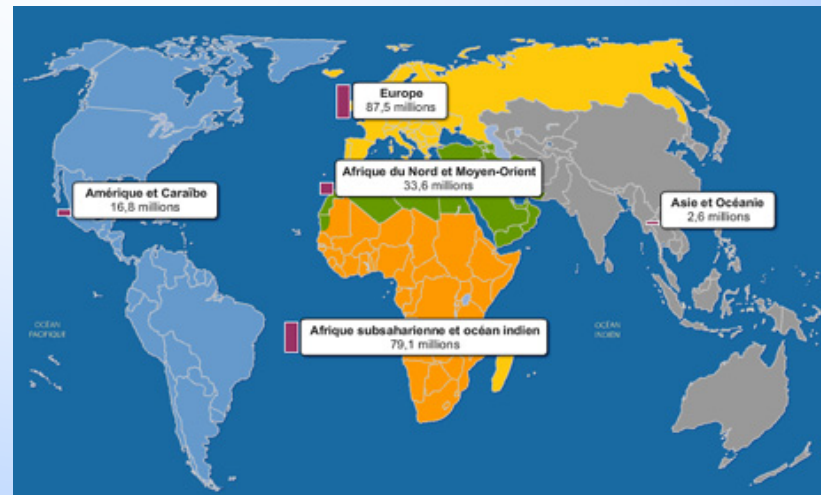 Europe
87,5 millions
Afrique du Nord et Moyen-Orient
33,6 millions
Amérique et Caraïbe
16,8 millions
Asie et Océanie
2,6 millions
OCÉAN
PACIFIQUE
Afrique subsaharienne et océan indien
79,1 millions
OCÉAN
INDIEN